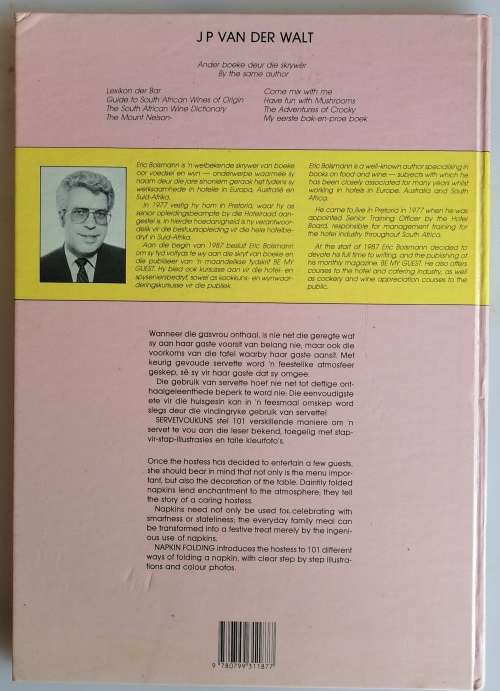 J P VAN DER WALT
Ander boeke deur die skrywer
By the same author
Lexikon der Bar
Guide to South African Wines of Origin
The South African Wine Dictionary
The Mount Nelson
Come mix with me
Have fun with Mushrooms
The Adventures of Crocky
My eerste bak-en-proe boek
Eric Bolsmann is 'n welbekende skrywer van boeke
oor voedsel en wyn — onderwerpe waarmee sy
naam deur die jare sinoniem geraak het tydens sy
werksaamhede in hotelle in Europa, Australië en
Suid-Afrika.
In 1977 vestig hy hom in Pretoria, waar hy as
senior opleidingsbeampte by die Hotelraad aan-
gestel is. In hierdie hoedanigheid is hy verantwoor-
delik vir die bestuursopleiding vir die hele hotelbe-
dryf in Suid-Afrika.
Aan die begin van 1987 besluit Eric Bolsmann
om sy tyd voltyds te wy aan die skryf van boeke en
die publiseer van 'n maandelikse tydskrif BE MY
GUEST. Hy bied ook kursusse aan vir die hotel- en
spysenieringsbedryf, sowel as kookkuns- en wynwaar-
deringskursusse vir die publiek.
Eric Bolsmann is a well-known author specialising in
books on food and wine — subjects with which he
has been closely associated for many years whilst
working in hotels in Europe, Australia and South
Africa.
He came to live in Pretoria in 1977 when he was
appointed Senior Training Officer by the Hotel
Board, responsible for management training for
the hotel industry throughout South Africa.
At the start of 1987 Eric Bolsmann decided to
devote his full time to writing, and the publishing of
his monthly magazine, BE MY GUEST. He also offers
courses to the hotel and catering industry, as well
as cookery and wine appreciation courses to the
public.
Wanneer die gasvrou onthaal, is nie net die geregte wat
sy aan haar gaste voorsit van belang nie, maar ook die
voorkoms van die tafel waarby haar gaste aansit. Met
keurig gevoude servette word 'n feestelike atmosfeer
geskep, sê sy vir haar gaste dat sy omgee.
Die gebruik van servette hoef nie net tot deftige ont-
haalgeleenthede beperk te word nie: Die eenvoudigste
ete vir die huisgesin kan in 'n feesmaal omskep word
slegs deur die vindingryke gebruik van servette!
SERVETVOUKUNS stel 101 verskillende maniere om 'n
servet te vou aan die leser bekend, toegelig met stap-
vir-stap-illustrasies en talle kleurfoto's.
Once the hostess has decided to entertain a few guests,
she should bear in mind that not only is the menu impor-
tant, but also the decoration of the table. Daintily folded
napkins lend enchantment to the atmosphere, they tell
the story of a caring hostess.
Napkins need not only be used for celebrating with
smartness or stateliness; the everyday family meal can
be transformed into a festive treat merely by the ingeni-
ous use of napkins.
NAPKIN FOLDING introduces the hostess to 101 different
ways of folding a napkin, with clear step by step illustra-
tions and colour photos.
9 780799 311877